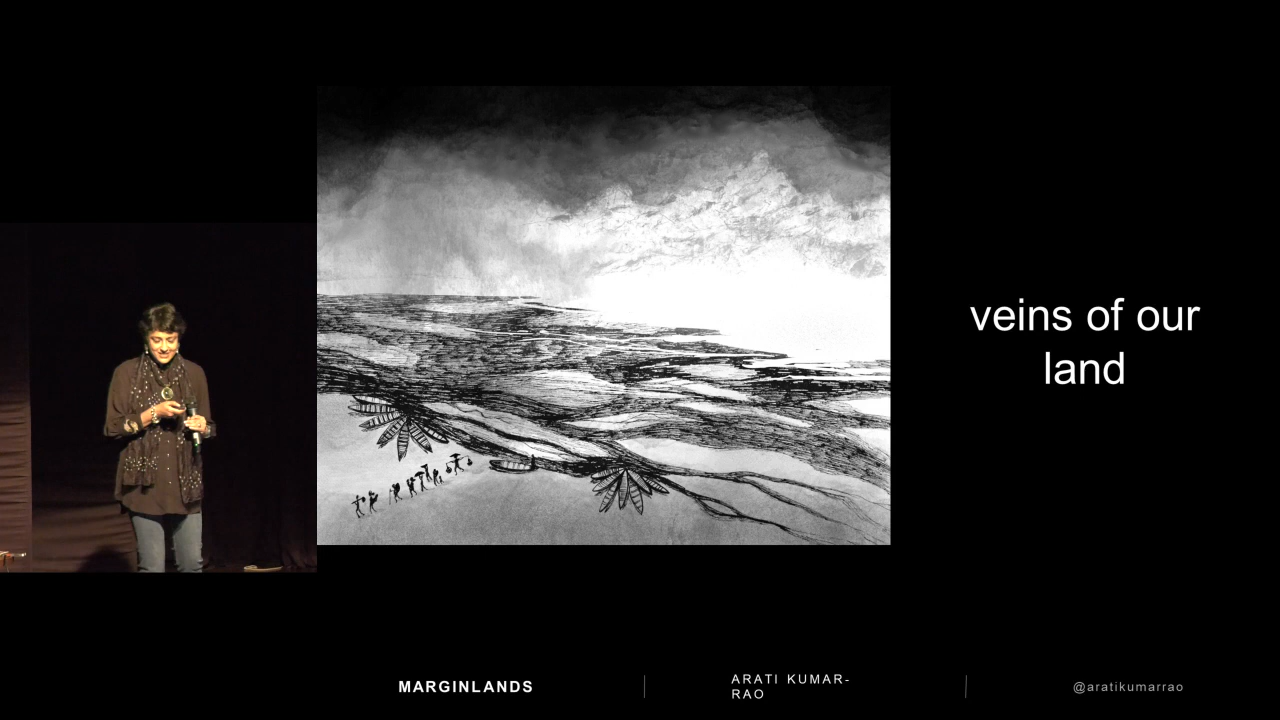 veins of our
land
MARGINLANDS
ARATI KUMAR-
RAO
@aratikumarrao